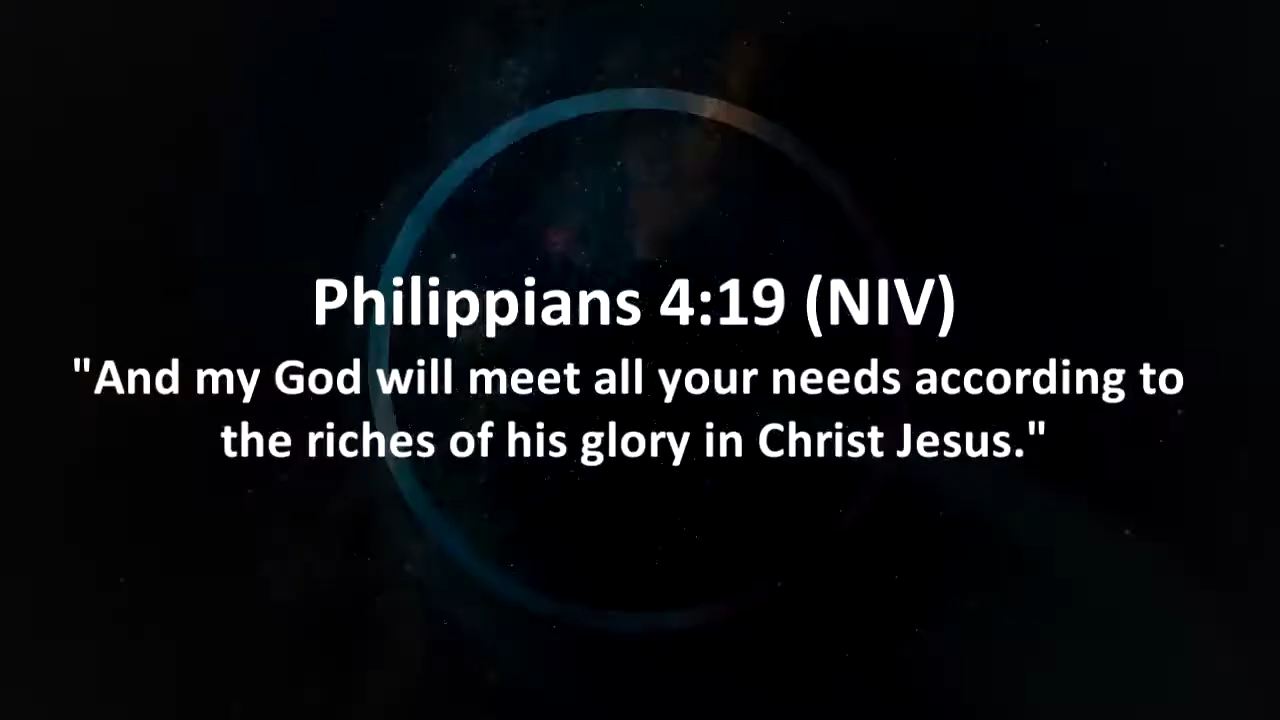 Philippians 4:19 (NIV)
"And my God will meet all your needs according to
the riches of his glory in Christ Jesus."